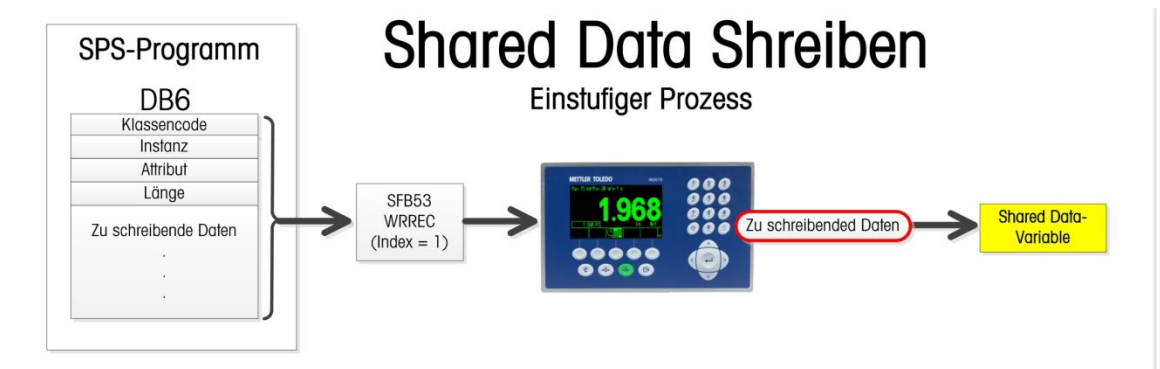 SPS-Programm
Shared Data Shreiben
Einstufiger Prozess
DB6
Klassencode
Instanz
Attribut
Länge
Zu schreibende Daten
.
.
.
SFB53
WRREC
(Index = 1)
METTLER TOLEDO
1.968
Zu schreibended Daten
Shared Data-
Variable